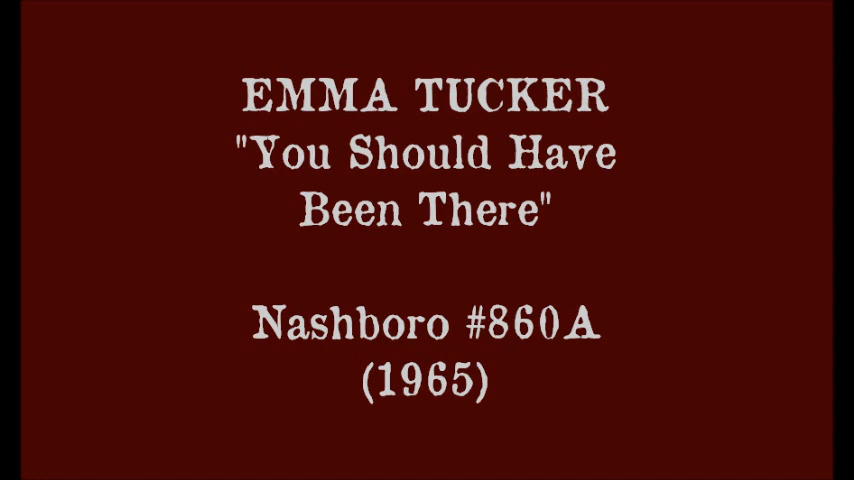 EMMA TUCKER
"You Should Have
Been There"
Nashboro #860A
(1965)